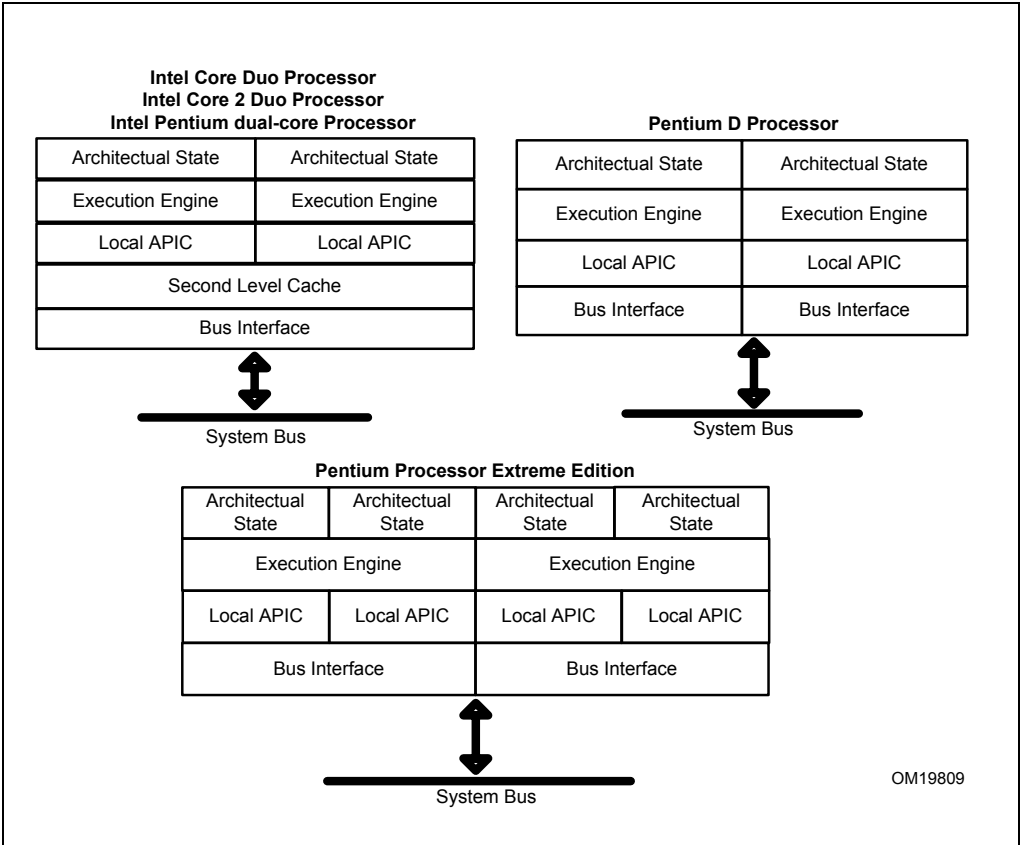 Intel Core Duo Processor
Intel Core 2 Duo Processor
Intel Pentium dual-core Processor
Architectual State Architectual State
Execution Engine Execution Engine
Local APIC Local APIC
Second Level Cache
Bus Interface
System Bus
Pentium D Processor
Architectual State Architectual State
Execution Engine Execution Engine
Local APIC Local APIC
Bus Interface Bus Interface
System Bus
Pentium Processor Extreme Edition
Architectual Architectual Architectual Architectual
State State State State
Execution Engine Execution Engine
Local APIC Local APIC Local APIC Local APIC
Bus Interface Bus Interface
System Bus
OM19809